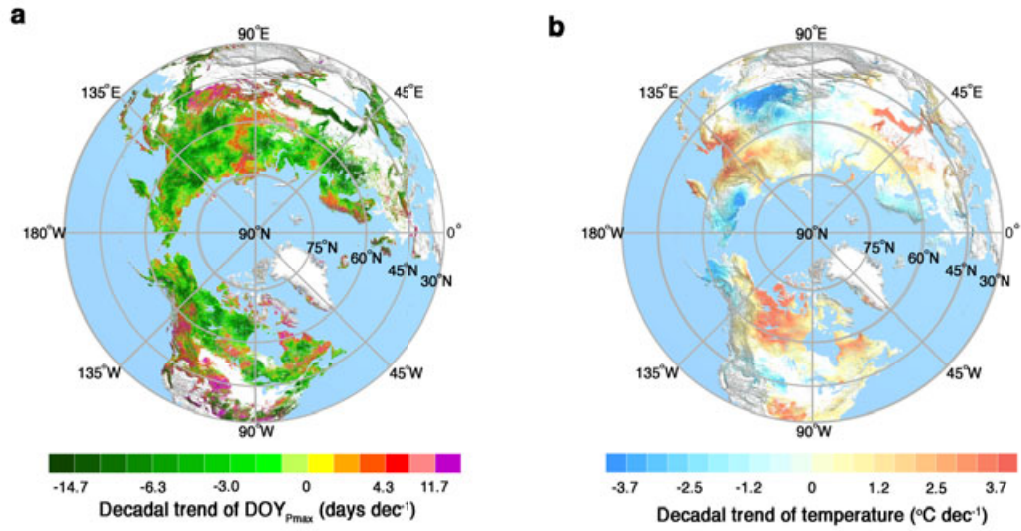 a
90°E
135°E
45°E
180°W
90°N
75°N
60°N
45°N
30°N
0°
135°W
45°W
90°W
-14.7 -6.3 -3.0 0 4.3 11.7
Decadal trend of DOY_Pmax (days dec⁻¹)
b
90°E
135°E
45°E
180°W
90°N
75°N
60°N
45°N
30°N
0°
135°W
45°W
90°W
-3.7 -2.5 -1.2 0 1.2 2.5 3.7
Decadal trend of temperature (°C dec⁻¹)